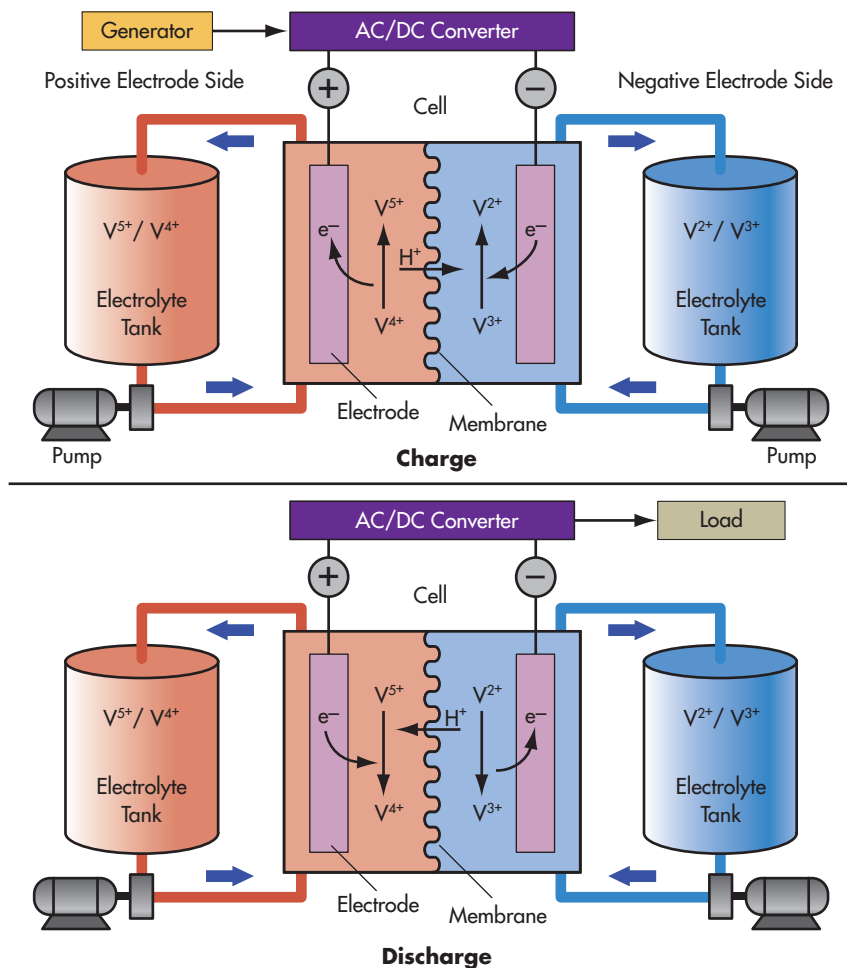 Generator
AC/DC Converter
Positive Electrode Side
+
−
Negative Electrode Side
Cell
V⁵⁺/ V⁴⁺
Electrolyte
Tank
e⁻
V⁵⁺
H⁺
V⁴⁺
V²⁺
V³⁺
e⁻
V²⁺/ V³⁺
Electrolyte
Tank
Pump
Electrode
Membrane
Pump
Charge
AC/DC Converter
Load
+
−
Cell
V⁵⁺/ V⁴⁺
Electrolyte
Tank
e⁻
V⁵⁺
H⁺
V⁴⁺
V²⁺
V³⁺
e⁻
V²⁺/ V³⁺
Electrolyte
Tank
Electrode
Membrane
Discharge